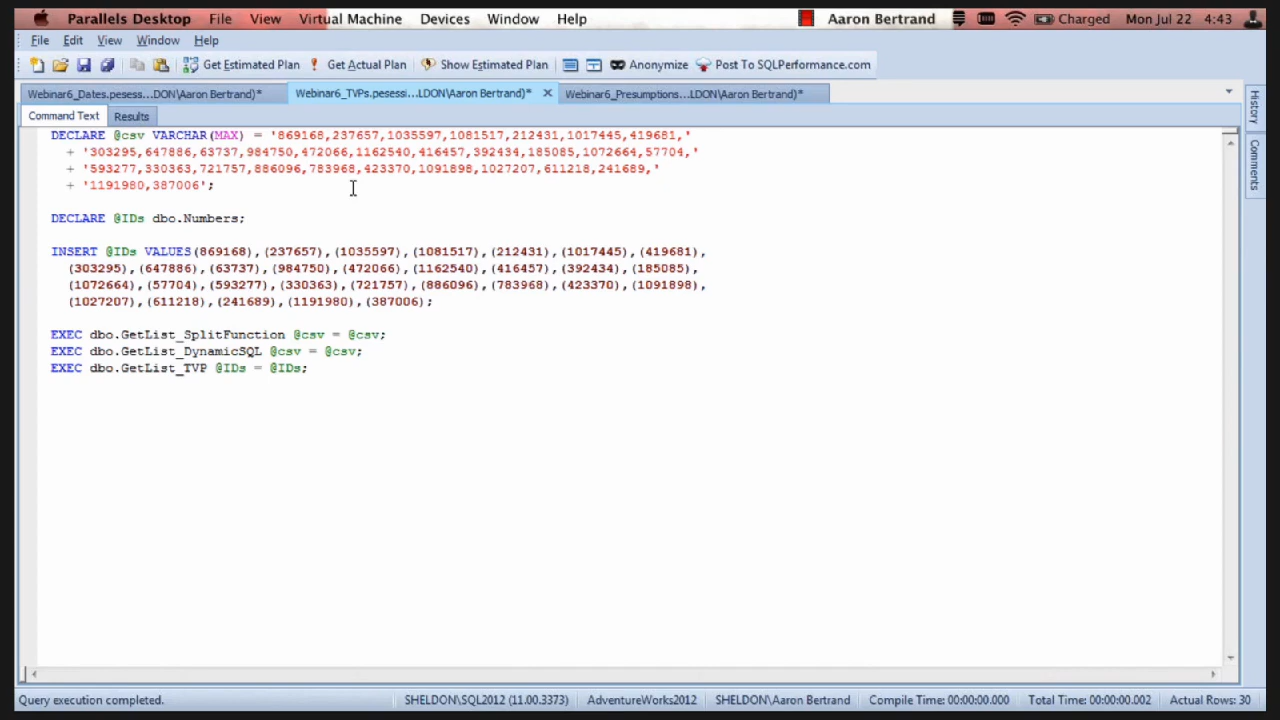 Parallels Desktop File View Virtual Machine Devices Window Help Aaron Bertrand Charged Mon Jul 22 4:43
File Edit View Window Help
Get Estimated Plan Get Actual Plan Show Estimated Plan Anonymize Post To SQLPerformance.com
Webinar6_Dates.pesess...DON\Aaron Bertrand)* Webinar6_TVPs.pesessi...LDON\Aaron Bertrand)* Webinar6_Presumptions...LDON\Aaron Bertrand)*
Command Text Results
History
Comments
DECLARE @csv VARCHAR(MAX) = '869168,237657,1035597,1081517,212431,1017445,419681,'
+ '303295,647886,63737,984750,472066,1162540,416457,392434,185085,1072664,57704,'
+ '593277,330363,721757,886096,783968,423370,1091898,1027207,611218,241689,'
+ '1191980,387006';
DECLARE @IDs dbo.Numbers;
INSERT @IDs VALUES(869168),(237657),(1035597),(1081517),(212431),(1017445),(419681),
(303295),(647886),(63737),(984750),(472066),(1162540),(416457),(392434),(185085),
(1072664),(57704),(593277),(330363),(721757),(886096),(783968),(423370),(1091898),
(1027207),(611218),(241689),(1191980),(387006);
EXEC dbo.GetList_SplitFunction @csv = @csv;
EXEC dbo.GetList_DynamicSQL @csv = @csv;
EXEC dbo.GetList_TVP @IDs = @IDs;
Query execution completed. SHELDON\SQL2012 (11.00.3373) AdventureWorks2012 SHELDON\Aaron Bertrand Compile Time: 00:00:00.000 Total Time: 00:00:00.002 Actual Rows: 30